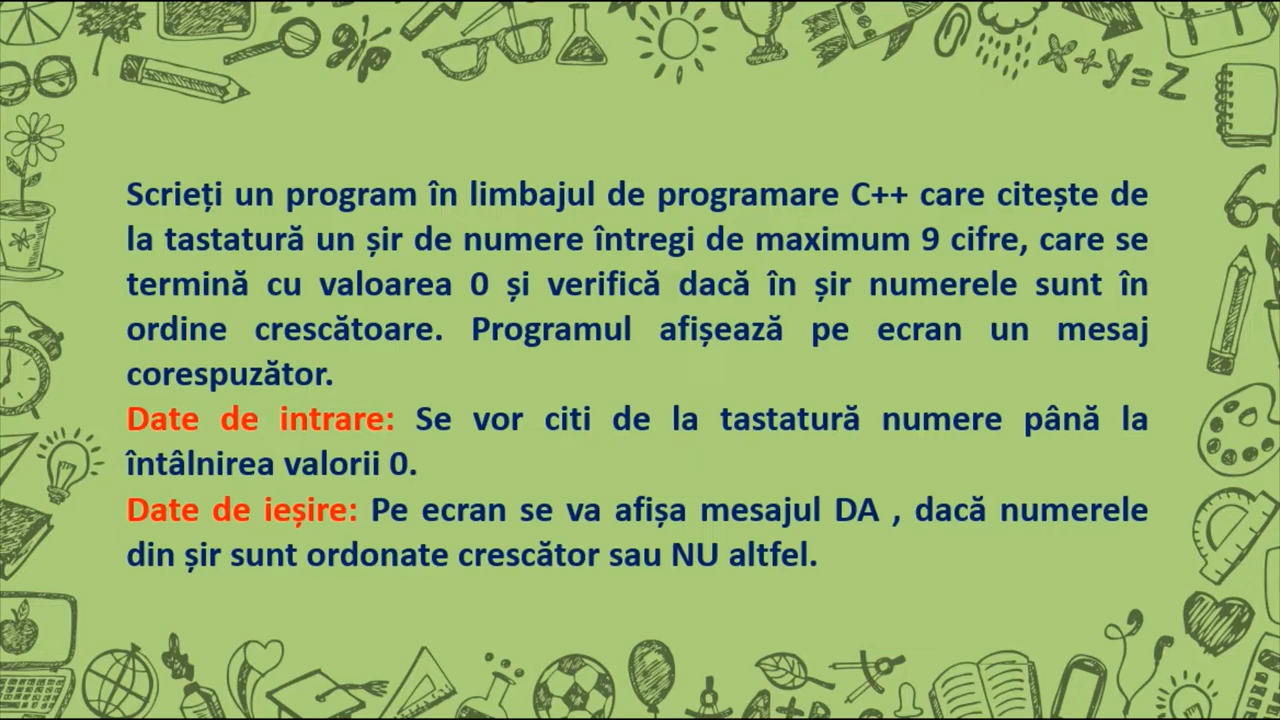 x+y=z
Scrieți un program în limbajul de programare C++ care citește de
la tastatură un șir de numere întregi de maximum 9 cifre, care se
termină cu valoarea 0 și verifică dacă în șir numerele sunt în
ordine crescătoare. Programul afișează pe ecran un mesaj
corespuzător.
Date de intrare: Se vor citi de la tastatură numere până la
întâlnirea valorii 0.
Date de ieșire: Pe ecran se va afișa mesajul DA , dacă numerele
din șir sunt ordonate crescător sau NU altfel.